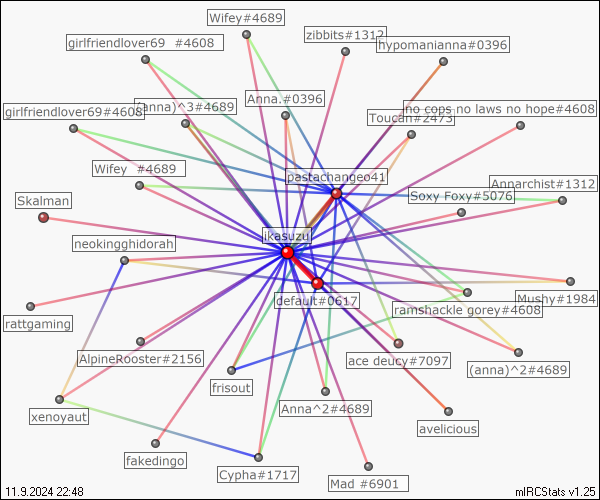 Wifey#4689
girlfriendlover69 #4608
zibbits#1312
hypomanianna#0396
girlfriendlover69#4608
(anna)^3#4689
Anna.#0396
Toucan#2473
no cops no laws no hope#4608
Wifey #4689
pastachangeo41
Soxy Foxy#5076
Annarchist#1312
Skalman
neokingghidorah
ikasuzu
default#0617
Mushy#1984
ramshackle gorey#4608
rattgaming
AlpineRooster#2156
ace deucy#7097
(anna)^2#4689
frisout
Anna^2#4689
xenoyaut
avelicious
fakedingo
Cypha#1717
Mad #6901
11.9.2024 22:48
mIRCStats v1.25